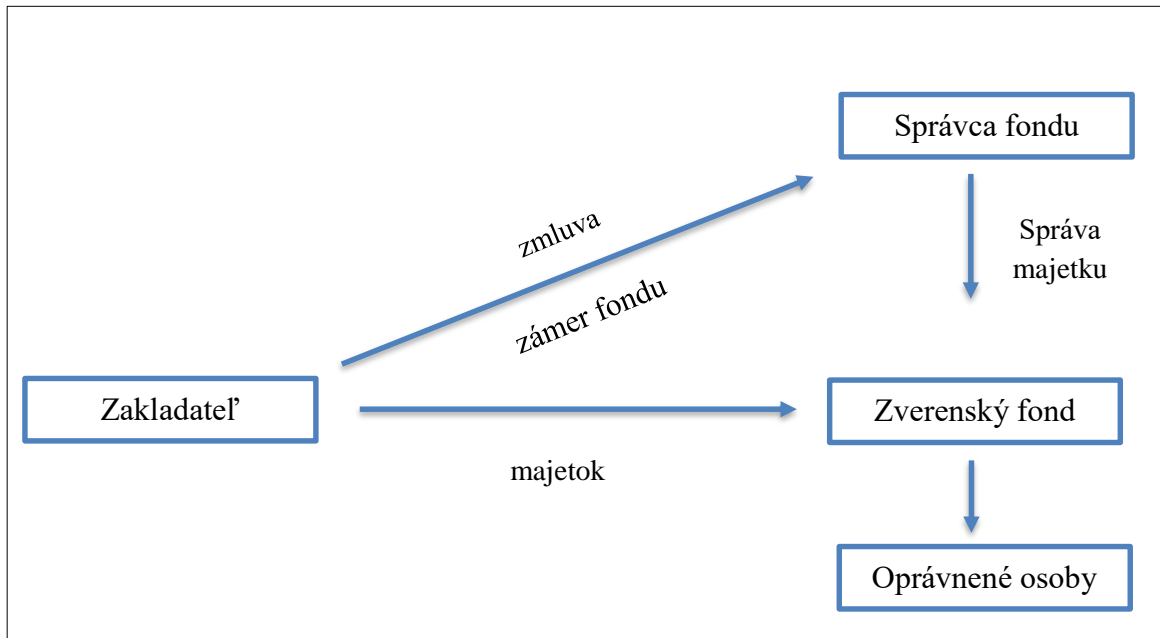 Správca fondu
zmluva
Správa
majetku
zámer fondu
Zakladateľ
Zverenský fond
majetok
Oprávnené osoby